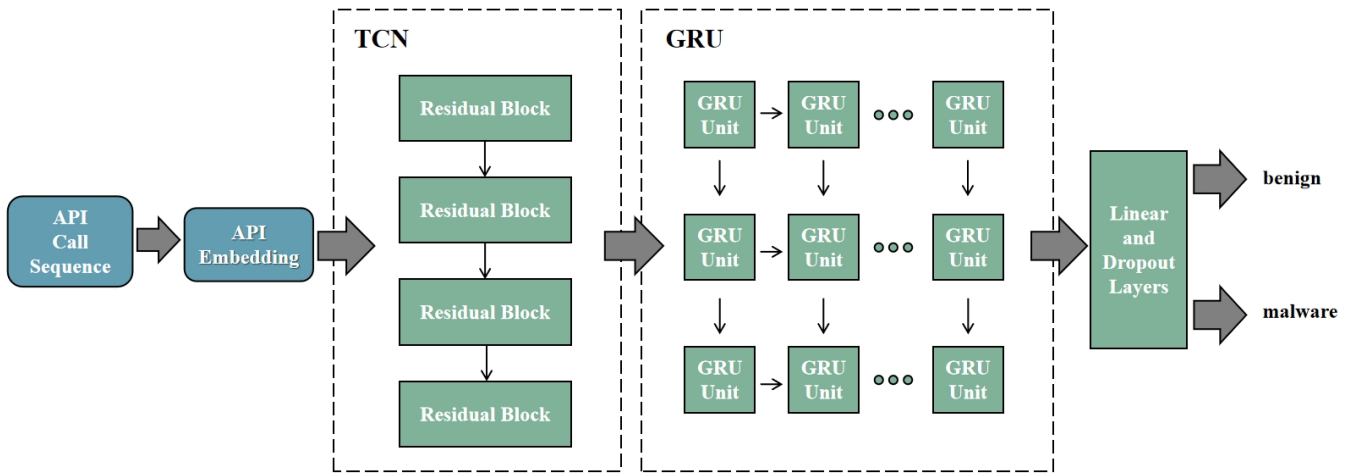 API
Call
Sequence
API
Embedding
TCN
Residual Block
Residual Block
Residual Block
Residual Block
GRU
GRU
Unit
GRU
Unit
GRU
Unit
GRU
Unit
GRU
Unit
GRU
Unit
GRU
Unit
GRU
Unit
GRU
Unit
Linear
and
Dropout
Layers
benign
malware